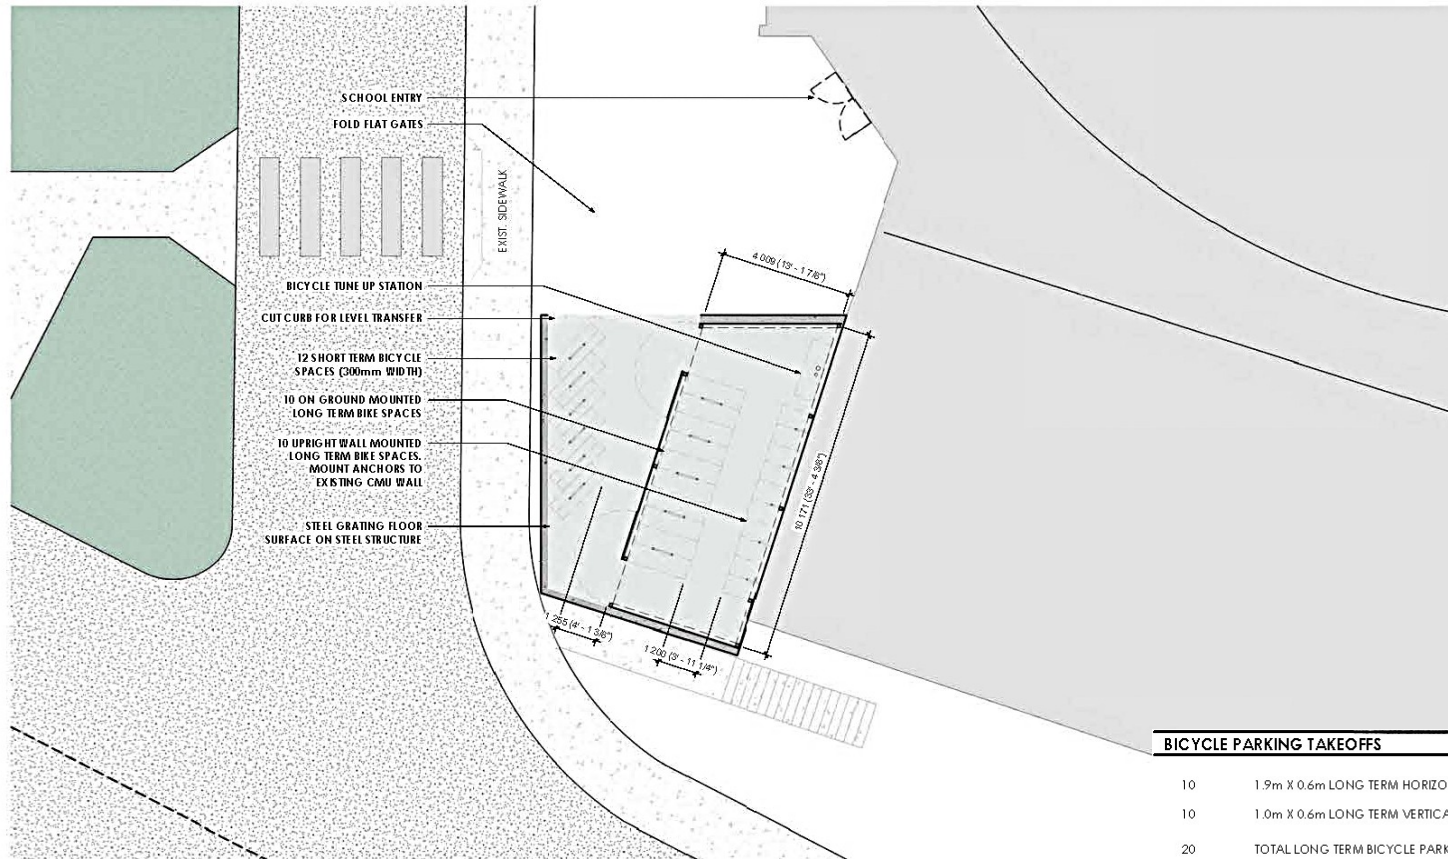 SCHOOL ENTRY
FOLD FLAT GATES
EXIST. SIDEWALK
4 009 (13' - 1 7/8")
BICYCLE TUNE UP STATION
CUT CURB FOR LEVEL TRANSFER
12 SHORT TERM BICYCLE
SPACES (300mm WIDTH)
10 ON GROUND MOUNTED
LONG TERM BIKE SPACES
10 UPRIGHT WALL MOUNTED
LONG TERM BIKE SPACES.
MOUNT ANCHORS TO
EXISTING CMU WALL
STEEL GRATING FLOOR
SURFACE ON STEEL STRUCTURE
10 171 (33' - 4 3/8")
1 255 (4' - 1 3/8")
1 200 (3' - 11 1/4")
BICYCLE PARKING TAKEOFFS
10 1.9m X 0.6m LONG TERM HORIZO
10 1.0m X 0.6m LONG TERM VERTICA
20 TOTAL LONG TERM BICYCLE PARK